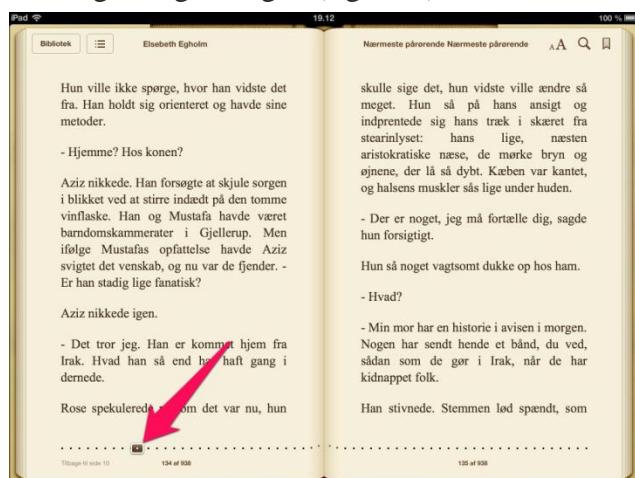 iPad 19.12 100 %
Bibliotek Elsebeth Egholm Nærmeste pårørende Nærmeste pårørende AA
Hun ville ikke spørge, hvor han vidste det
fra. Han holdt sig orienteret og havde sine
metoder.
- Hjemme? Hos konen?
Aziz nikkede. Han forsøgte at skjule sorgen
i blikket ved at stirre indædt på den tomme
vinflaske. Han og Mustafa havde været
barndomskammerater i Gjellerup. Men
ifølge Mustafas opfattelse havde Aziz
svigtet det venskab, og nu var de fjender. -
Er han stadig lige fanatisk?
Aziz nikkede igen.
- Det tror jeg. Han er kommet hjem fra
Irak. Hvad han så end har haft gang i
dernede.
Rose spekulerede om det var nu, hun
Tilbage til side 10 134 af 938
skulle sige det, hun vidste ville ændre så
meget. Hun så på hans ansigt og
indprentede sig hans træk i skæret fra
stearinlyset: hans lige, næsten
aristokratiske næse, de mørke bryn og
øjnene, der lå så dybt. Kæben var kantet,
og halsens muskler sås lige under huden.
- Der er noget, jeg må fortælle dig, sagde
hun forsigtigt.
Hun så noget vagtsomt dukke op hos ham.
- Hvad?
- Min mor har en historie i avisen i morgen.
Nogen har sendt hende et bånd, du ved,
sådan som de gør i Irak, når de har
kidnappet folk.
Han stivnede. Stemmen lød spændt, som
135 af 938